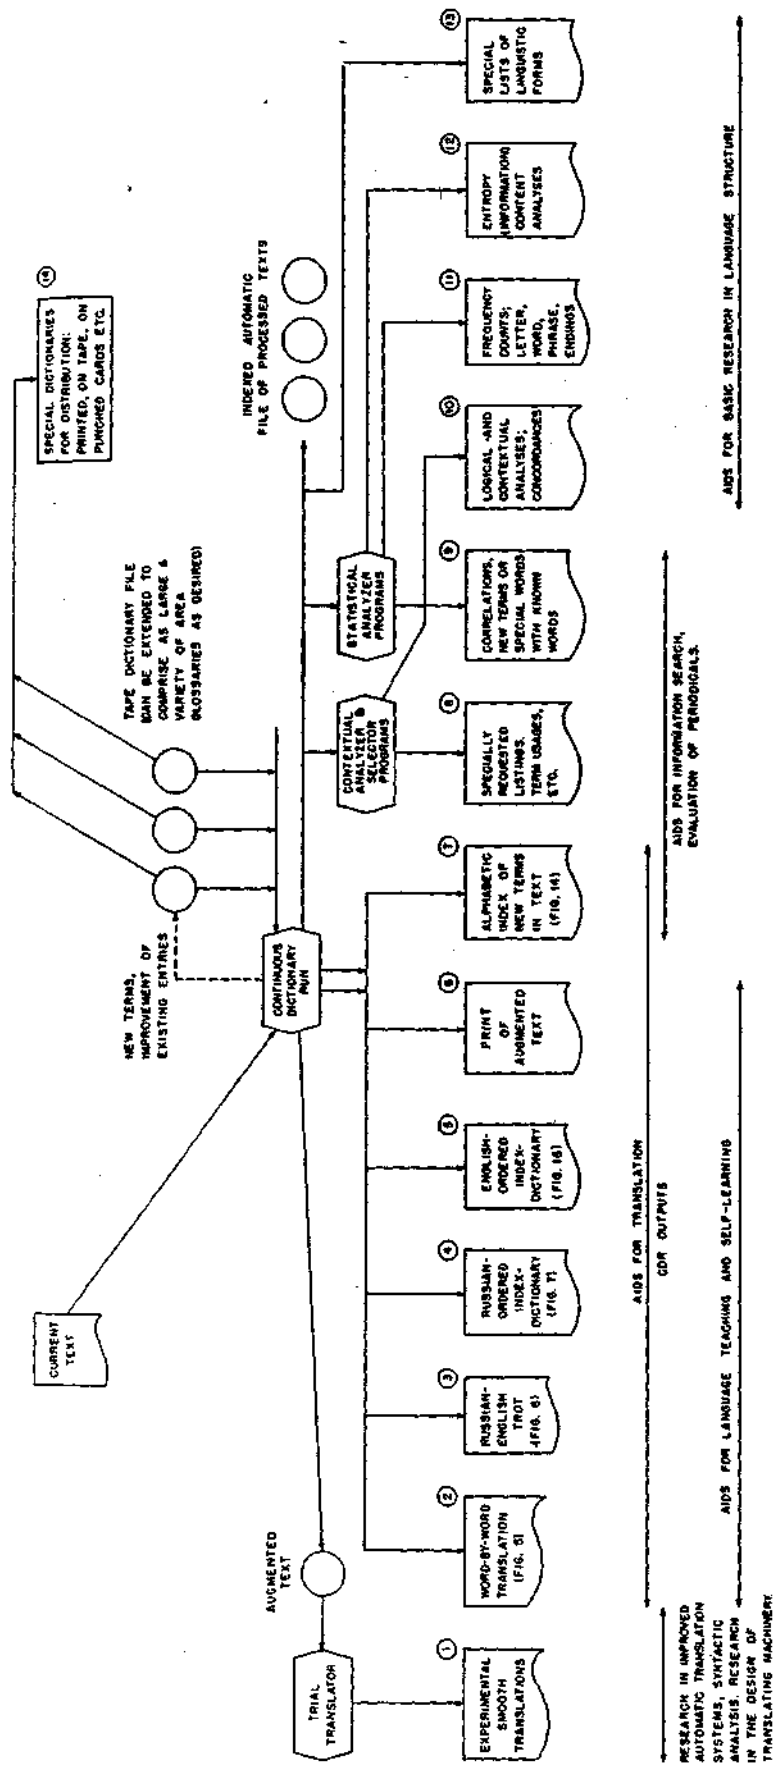 CURRENT
TEXT
NEW TERMS,
IMPROVEMENT OF
EXISTING ENTRIES
TAPE DICTIONARY FILE
(CAN BE EXTENDED TO
COMPRISE AS LARGE &
VARIETY OF AREA
GLOSSARIES AS DESIRED)
SPECIAL DICTIONARIES
FOR DISTRIBUTION:
PRINTED, ON TAPE, ON
PUNCHED CARDS ETC.
14
AUGMENTED
TEXT
CONTINUOUS
DICTIONARY
RUN
INDEXED AUTOMATIC
FILE OF PROCESSED TEXTS
TRIAL
TRANSLATOR
CONTEXTUAL
ANALYZER &
SELECTOR
PROGRAMS
STATISTICAL
ANALYZER
PROGRAMS
1
EXPERIMENTAL
SMOOTH
TRANSLATIONS
2
WORD-BY-WORD
TRANSLATION
(FIG. 5)
3
RUSSIAN-
ENGLISH
TROT
(FIG. 6)
4
RUSSIAN-
ORDERED
INDEX-
DICTIONARY
(FIG. 7)
5
ENGLISH-
ORDERED
INDEX-
DICTIONARY
(FIG. 16)
6
PRINT
OF
AUGMENTED
TEXT
7
ALPHABETIC
INDEX OF
NEW TERMS
IN TEXT
(FIG. 14)
8
SPECIALLY
REQUESTED
LISTINGS,
TERM USAGES,
ETC.
9
CORRELATIONS,
NEW TERMS OR
SPECIAL WORDS
WITH KNOWN
WORDS
10
LOGICAL AND
CONTEXTUAL
ANALYSES;
CONCORDANCES
11
FREQUENCY
COUNTS;
LETTER,
WORD,
PHRASE,
ENDINGS
12
ENTROPY
(INFORMATION)
CONTENT
ANALYSES
13
SPECIAL
LISTS OF
LINGUISTIC
FORMS
AIDS FOR TRANSLATION
CDR OUTPUTS
AIDS FOR INFORMATION SEARCH,
EVALUATION OF PERIODICALS.
RESEARCH IN IMPROVED
AUTOMATIC TRANSLATION
SYSTEMS, SYNTACTIC
ANALYSIS. RESEARCH
IN THE DESIGN OF
TRANSLATING MACHINERY.
AIDS FOR LANGUAGE TEACHING AND SELF-LEARNING
AIDS FOR BASIC RESEARCH IN LANGUAGE STRUCTURE